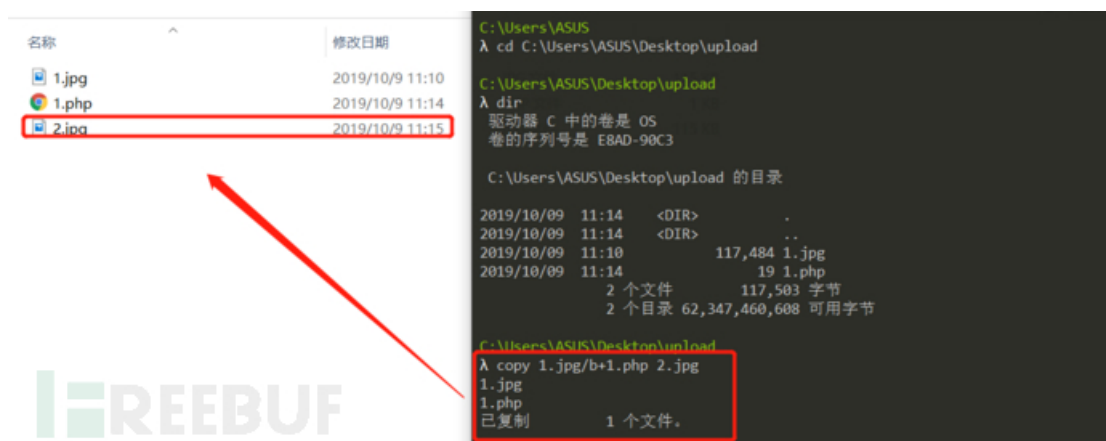 名称 修改日期
1.jpg 2019/10/9 11:10
1.php 2019/10/9 11:14
2.jpg 2019/10/9 11:15
C:\Users\ASUS
λ cd C:\Users\ASUS\Desktop\upload
C:\Users\ASUS\Desktop\upload
λ dir
驱动器 C 中的卷是 OS
卷的序列号是 E8AD-90C3
C:\Users\ASUS\Desktop\upload 的目录
2019/10/09 11:14 <DIR> .
2019/10/09 11:14 <DIR> ..
2019/10/09 11:10 117,484 1.jpg
2019/10/09 11:14 19 1.php
2 个文件 117,503 字节
2 个目录 62,347,460,608 可用字节
C:\Users\ASUS\Desktop\upload
λ copy 1.jpg/b+1.php 2.jpg
1.jpg
1.php
已复制 1 个文件。
FREEBUF